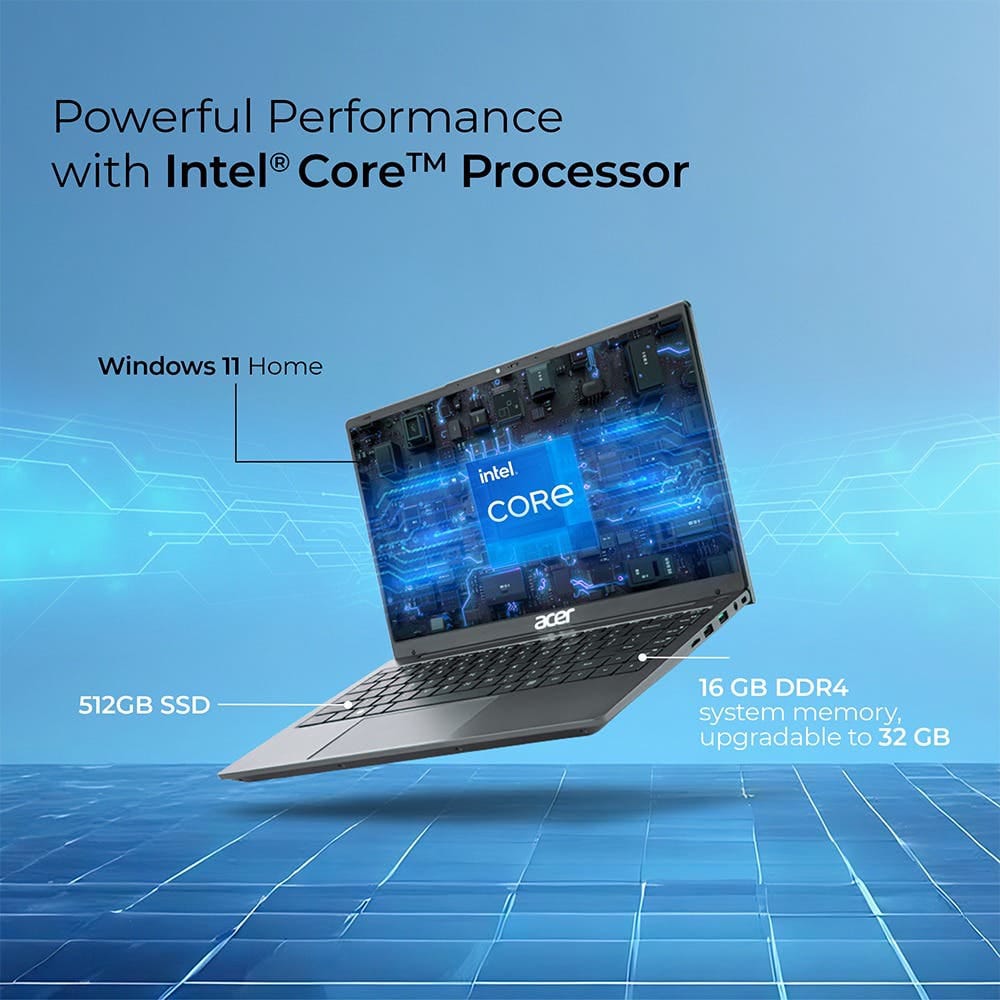 Powerful Performance
with Intel® Core™ Processor
Windows 11 Home
intel.
CORE™
acer
512GB SSD
16 GB DDR4
system memory,
upgradable to 32 GB